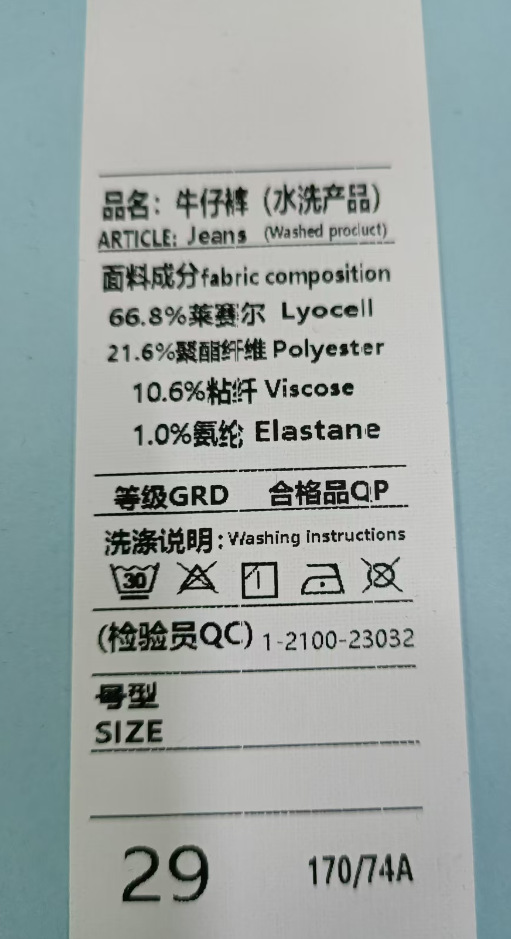 品名：牛仔裤（水洗产品）
ARTICLE: Jeans (Washed product)
面料成分fabric composition
66.8%莱赛尔 Lyocell
21.6%聚酯纤维 Polyester
10.6%粘纤 Viscose
1.0%氨纶 Elastane
等级GRD 合格品QP
洗涤说明:Washing instructions
30
(检验员QC) 1-2100-23032
号型
SIZE
29 170/74A